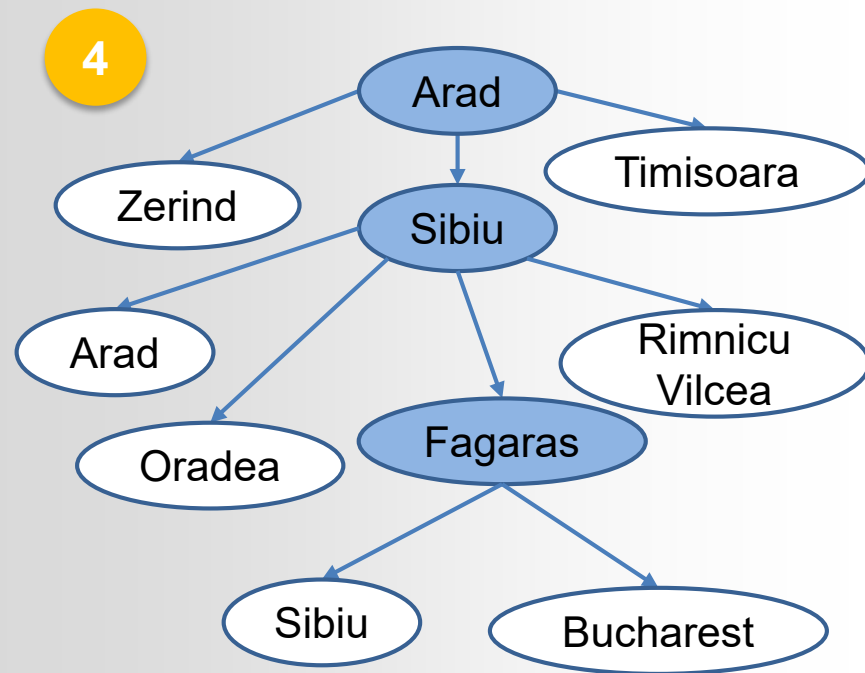 4
Arad
Timisoara
Zerind
Sibiu
Arad
Rimnicu
Vilcea
Oradea
Fagaras
Sibiu
Bucharest